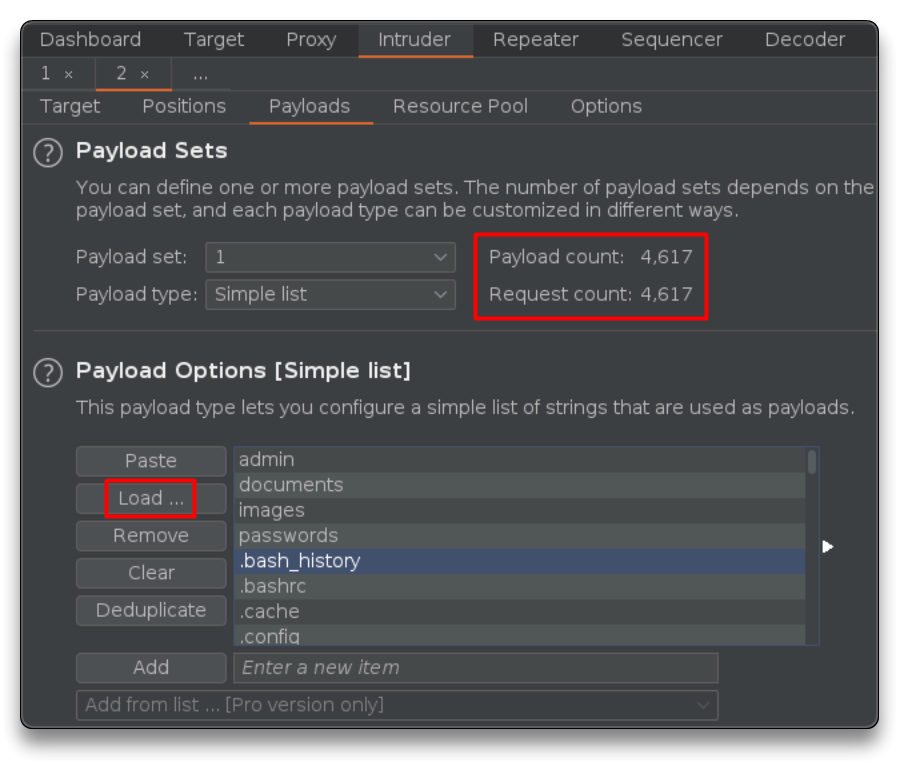 Dashboard Target Proxy Intruder Repeater Sequencer Decoder
1 × 2 × ...
Target Positions Payloads Resource Pool Options
? Payload Sets
You can define one or more payload sets. The number of payload sets depends on the
payload set, and each payload type can be customized in different ways.
Payload set: 1 Payload count: 4,617
Payload type: Simple list Request count: 4,617
? Payload Options [Simple list]
This payload type lets you configure a simple list of strings that are used as payloads.
Paste admin
documents
Load ... images
Remove passwords
.bash_history
Clear .bashrc
Deduplicate .cache
.config
Add Enter a new item
Add from list ... [Pro version only]